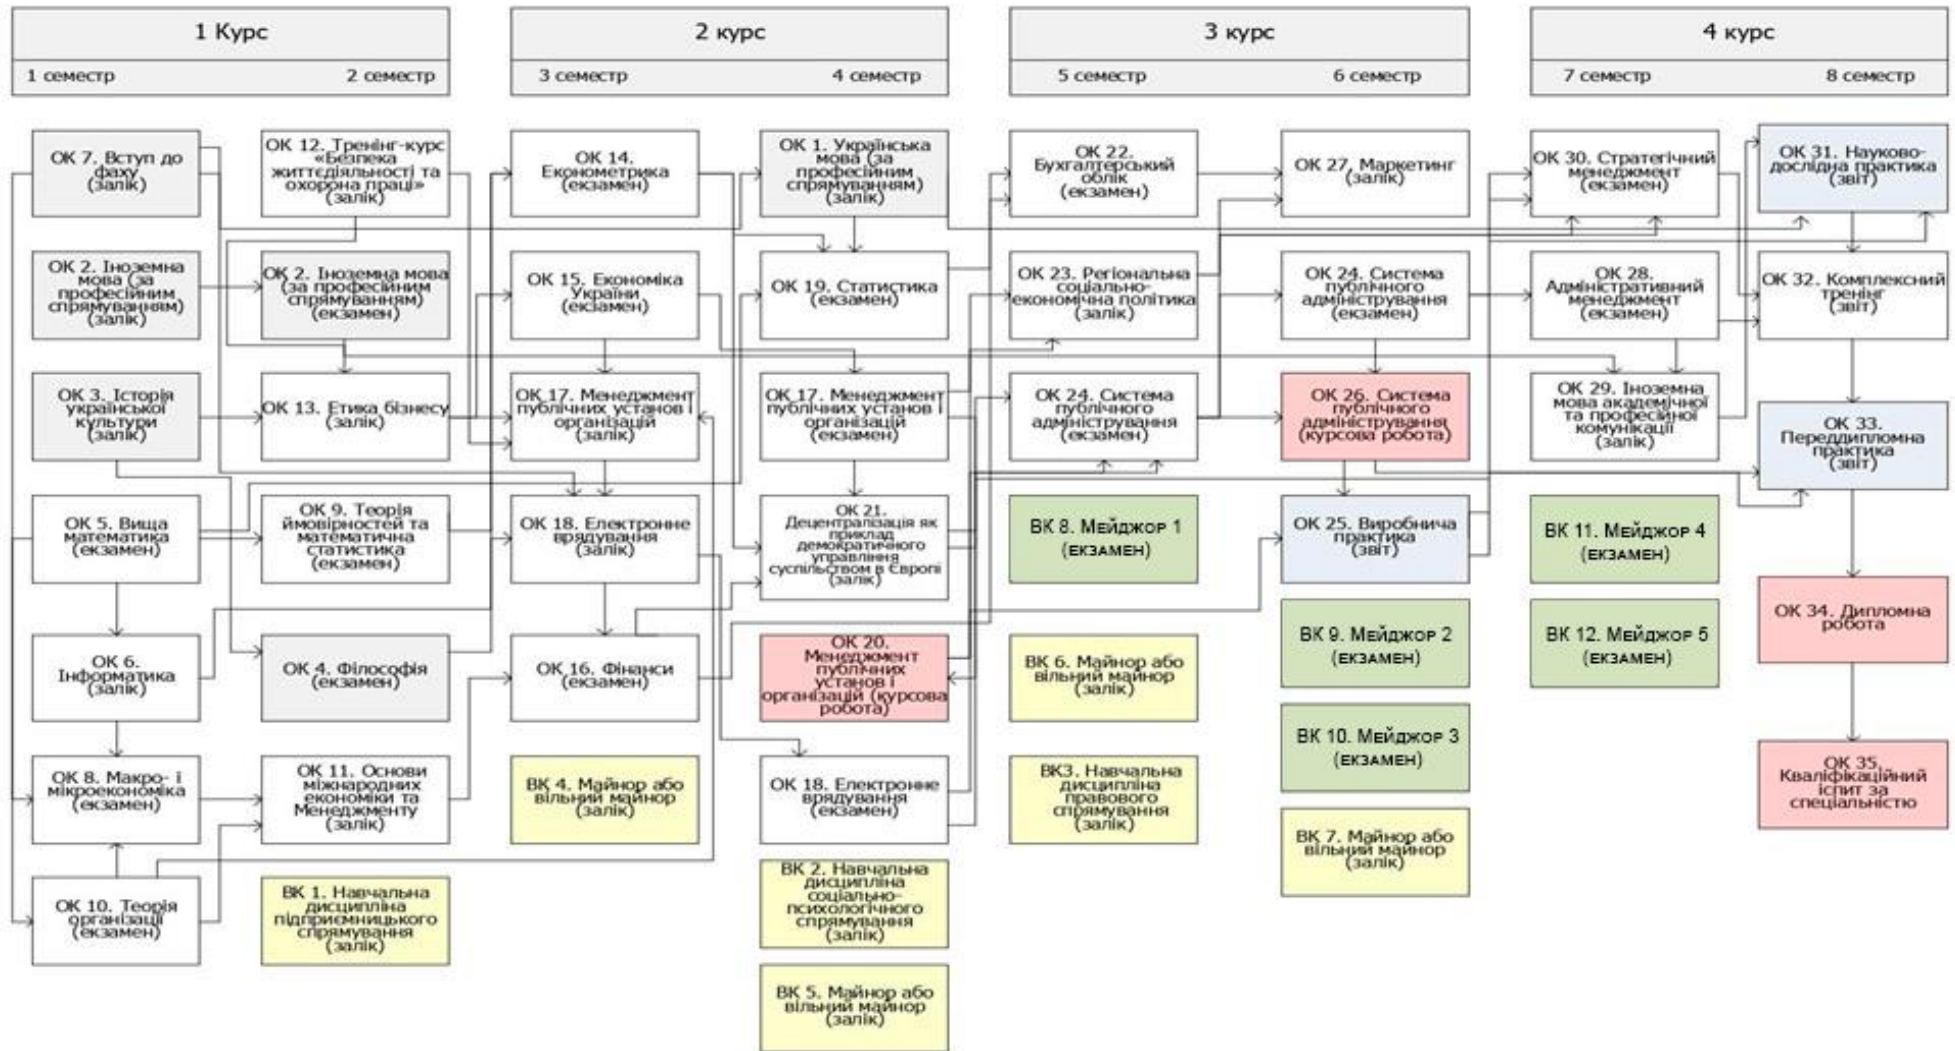 1 Курс
1 семестр
2 семестр
2 курс
3 семестр
4 семестр
3 курс
5 семестр
6 семестр
4 курс
7 семестр
8 семестр
ОК 7. Вступ до
фаху
(залік)
ОК 2. Іноземна
мова (за
професійним
спрямуванням)
(залік)
ОК 3. Історія
української
культури
(залік)
ОК 5. Вища
математика
(екзамен)
ОК 6.
Інформатика
(залік)
ОК 8. Макро- і
мікроекономіка
(екзамен)
ОК 10. Теорія
організації
(екзамен)
ОК 12. Тренінг-курс
«Безпека
життєдіяльності та
охорона праці»
(залік)
ОК 2. Іноземна мова
(за професійним
спрямуванням)
(екзамен)
ОК 13. Етика бізнесу
(залік)
ОК 9. Теорія
ймовірностей та
математична
статистика
(екзамен)
ОК 4. Філософія
(екзамен)
ОК 11. Основи
міжнародних
економіки та
Менеджменту
(залік)
ВК 1. Навчальна
дисципліна
підприємницького
спрямування
(залік)
ОК 14.
Економетрика
(екзамен)
ОК 15. Економіка
України
(екзамен)
ОК 17. Менеджмент
публічних установ і
організацій
(залік)
ОК 18. Електронне
врядування
(залік)
ОК 16. Фінанси
(екзамен)
ВК 4. Майнор або
вільний майнор
(залік)
ОК 1. Українська
мова (за
професійним
спрямуванням)
(залік)
ОК 19. Статистика
(екзамен)
ОК 17. Менеджмент
публічних установ і
організацій
(екзамен)
ОК 21.
Децентралізація як
приклад
демократичного
управління
суспільством в Європі
(залік)
ОК 20.
Менеджмент
публічних
установ і
організацій (курсова
робота)
ОК 18. Електронне
врядування
(екзамен)
ВК 2. Навчальна
дисципліна
соціально-
психологічного
спрямування
(залік)
ВК 5. Майнор або
вільний майнор
(залік)
ОК 22.
Бухгалтерський
облік
(екзамен)
ОК 23. Регіональна
соціально-
економічна політика
(залік)
ОК 24. Система
публічного
адміністрування
(екзамен)
ВК 8. Мейджор 1
(екзамен)
ВК 6. Майнор або
вільний майнор
(залік)
ВК3. Навчальна
дисципліна
правового
спрямування
(залік)
ОК 27. Маркетинг
(залік)
ОК 24. Система
публічного
адміністрування
(екзамен)
ОК 26. Система
публічного
адміністрування
(курсова робота)
ОК 25. Виробнича
практика
(звіт)
ВК 9. Мейджор 2
(екзамен)
ВК 10. Мейджор 3
(екзамен)
ВК 7. Майнор або
вільний майнор
(залік)
ОК 30. Стратегічний
менеджмент
(екзамен)
ОК 28.
Адміністративний
менеджмент
(екзамен)
ОК 29. Іноземна
мова академічної
та професійної
комунікації
(залік)
ВК 11. Мейджор 4
(екзамен)
ВК 12. Мейджор 5
(екзамен)
ОК 31. Науково-
дослідна практика
(звіт)
ОК 32. Комплексний
тренінг
(звіт)
ОК 33.
Переддипломна
практика
(звіт)
ОК 34. Дипломна
робота
ОК 35.
Кваліфікаційний
іспит за
спеціальністю